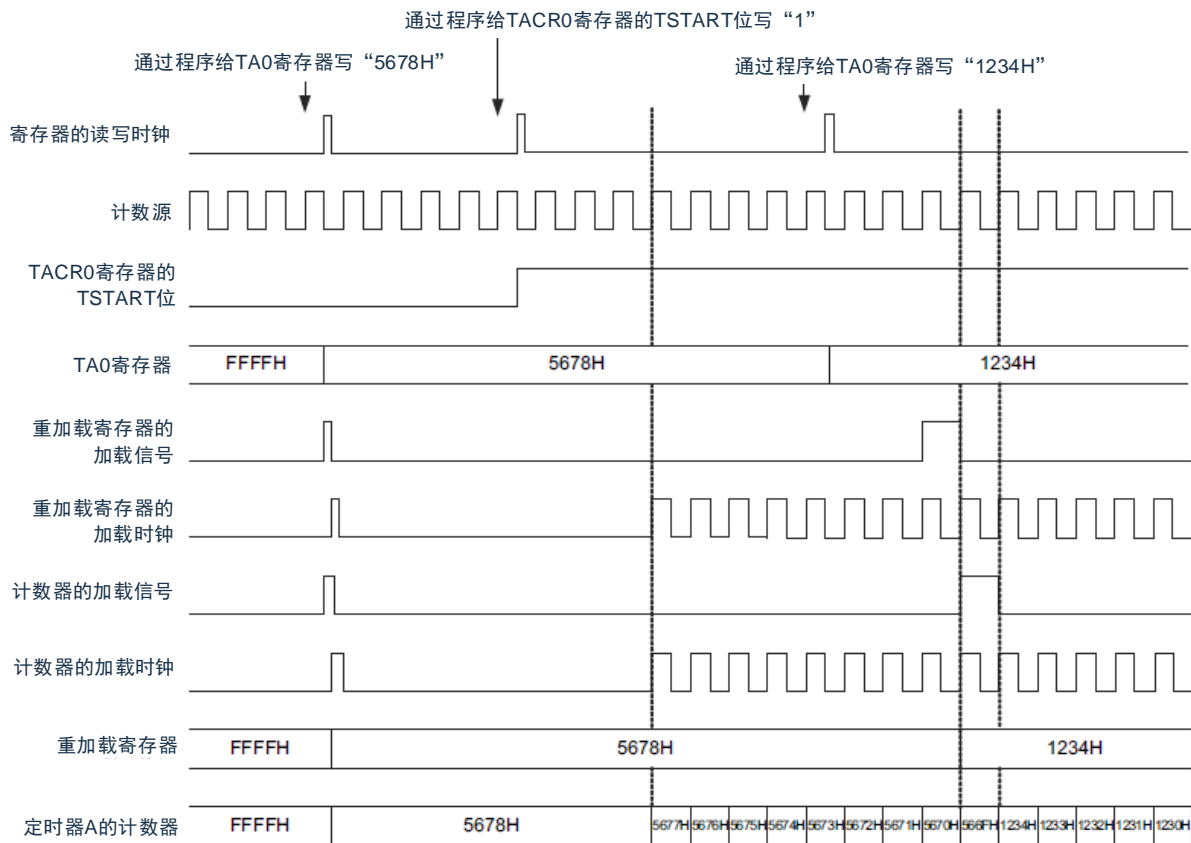 通过程序给TACR0寄存器的TSTART位写“1”
通过程序给TA0寄存器写“5678H”
通过程序给TA0寄存器写“1234H”
寄存器的读写时钟
计数源
TACR0寄存器的
TSTART位
TA0寄存器
FFFFH
5678H
1234H
重加载寄存器的
加载信号
重加载寄存器的
加载时钟
计数器的加载信号
计数器的加载时钟
重加载寄存器
FFFFH
5678H
1234H
定时器A的计数器
FFFFH
5678H
5677H 5676H 5675H 5674H 5673H 5672H 5671H 5670H 566FH 1234H 1233H 1232H 1231H 1230H